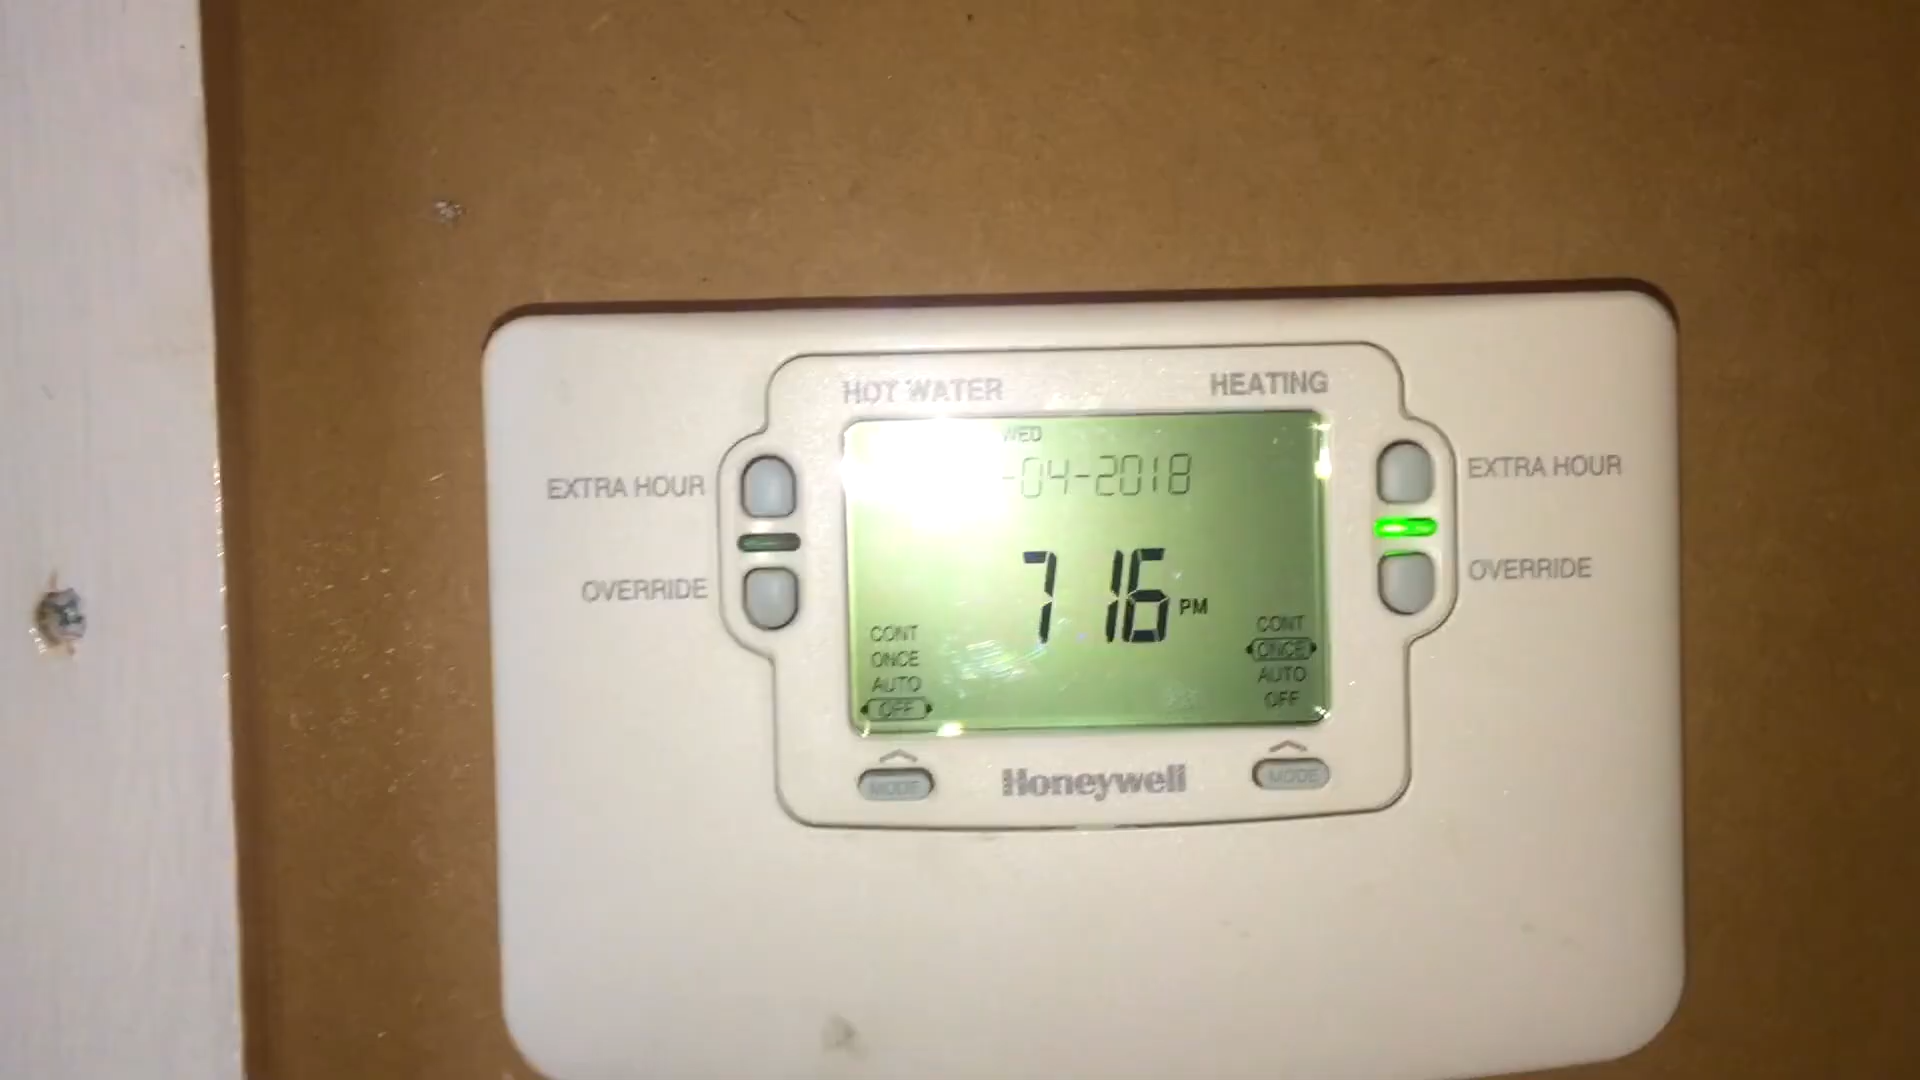 HOT WATER HEATING
WED
-04-2018
EXTRA HOUR EXTRA HOUR
OVERRIDE OVERRIDE
7 16 PM
CONT CONT
ONCE ONCE
AUTO AUTO
OFF OFF
MODE Honeywell MODE